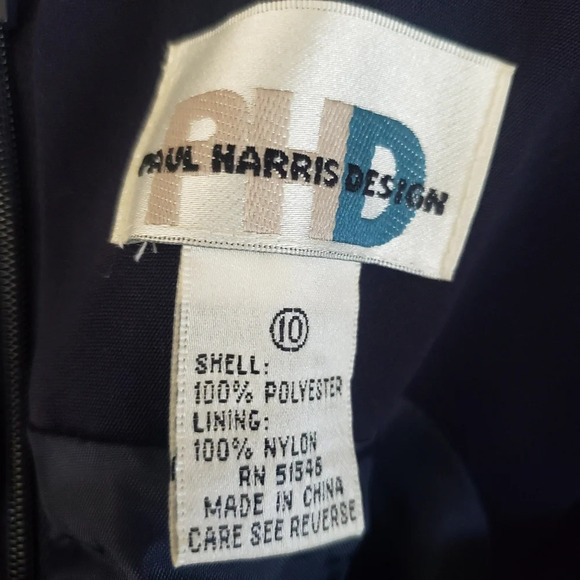 PHD
PAUL HARRIS DESIGN
10
SHELL:
100% POLYESTER
LINING:
100% NYLON
RN 51546
MADE IN CHINA
CARE SEE REVERSE